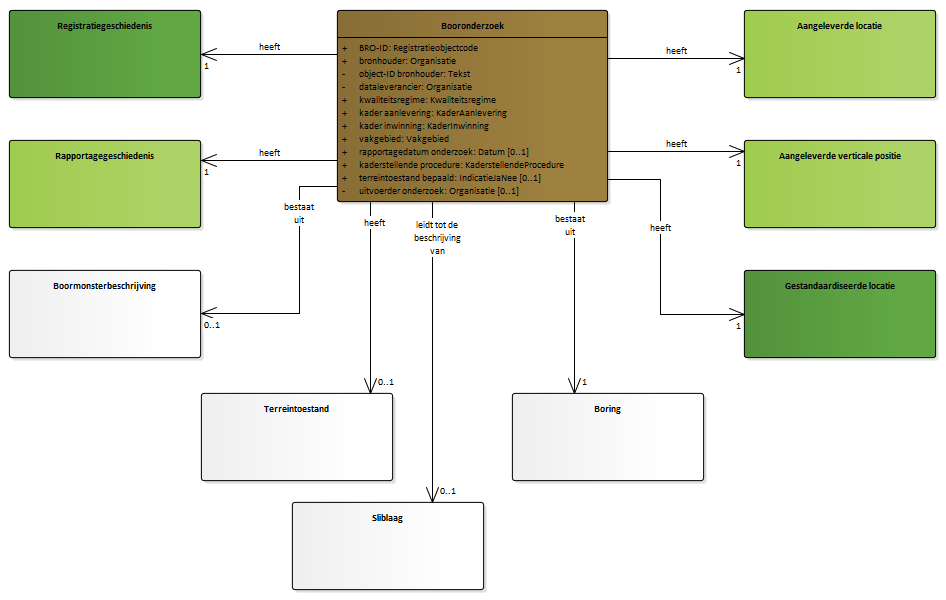 Registratiegeschiedenis
heeft
1
Booronderzoek
+ BRO-ID: Registratieobjectcode
+ bronhouder: Organisatie
- object-ID bronhouder: Tekst
- dataleverancier: Organisatie
+ kwaliteitsregime: Kwaliteitsregime
+ kader aanlevering: KaderAanlevering
+ kader inwinning: KaderInwinning
+ vakgebied: Vakgebied
+ rapportagedatum onderzoek: Datum [0..1]
+ kaderstellende procedure: KaderstellendeProcedure
+ terreintoestand bepaald: IndicatieJaNee [0..1]
- uitvoerder onderzoek: Organisatie [0..1]
heeft
1
Aangeleverde locatie
Rapportagegeschiedenis
heeft
1
heeft
1
Aangeleverde verticale positie
bestaat
uit
0..1
Boormonsterbeschrijving
heeft
0..1
leidt tot de
beschrijving
van
0..1
bestaat
uit
1
heeft
1
Gestandaardiseerde locatie
Terreintoestand
Boring
Sliblaag